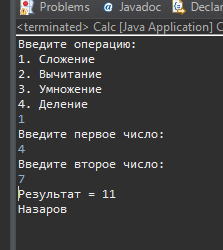 Problems Javadoc Declar
<terminated> Calc [Java Application] C
Введите операцию:
1. Сложение
2. Вычитание
3. Умножение
4. Деление
1
Введите первое число:
4
Введите второе число:
7
Результат = 11
Назаров